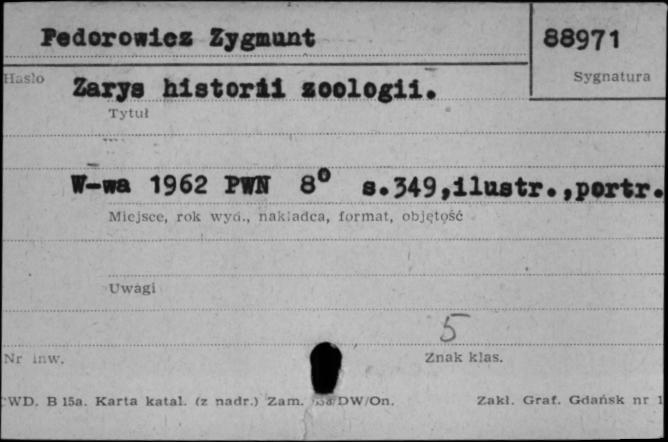 Fedorowicz Zygmunt
88971
Hasło
Sygnatura
Zarys historii zoologii.
Tytuł
W-wa 1962 PWN 8° s.349,ilustr.,portr.
Miejsce, rok wyd., nakładca, format, objętość
Uwagi
5
Nr inw.
Znak klas.
CWD. B 15a. Karta katal. (z nadr.) Zam. DW/On.
Zakł. Graf. Gdańsk nr 1